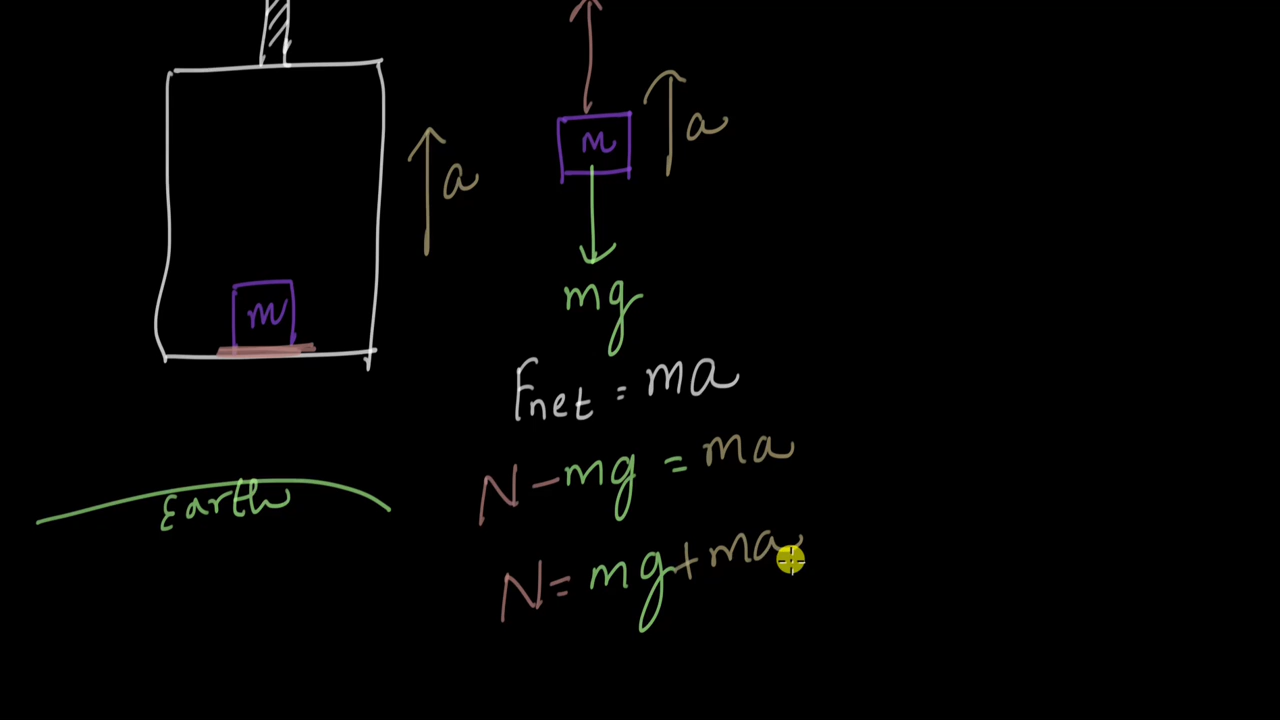 m
a
m
a
mg
Fnet = ma
N - mg = ma
N = mg + ma
Earth